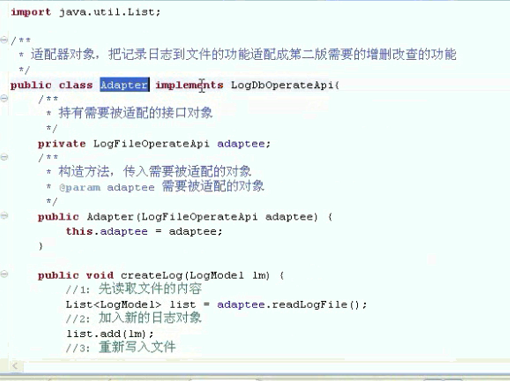 import java.util.List;
/**
 * 适配器对象，把记录日志到文件的功能适配成第二版需要的增删改查的功能
 */
public class Adapter implements LogDbOperateApi{
/**
 * 持有需要被适配的接口对象
 */
private LogFileOperateApi adaptee;
/**
 * 构造方法，传入需要被适配的对象
 * @param adaptee 需要被适配的对象
 */
public Adapter(LogFileOperateApi adaptee) {
this.adaptee = adaptee;
}
public void createLog(LogModel lm) {
//1: 先读取文件的内容
List<LogModel> list = adaptee.readLogFile();
//2: 加入新的日志对象
list.add(lm);
//3: 重新写入文件